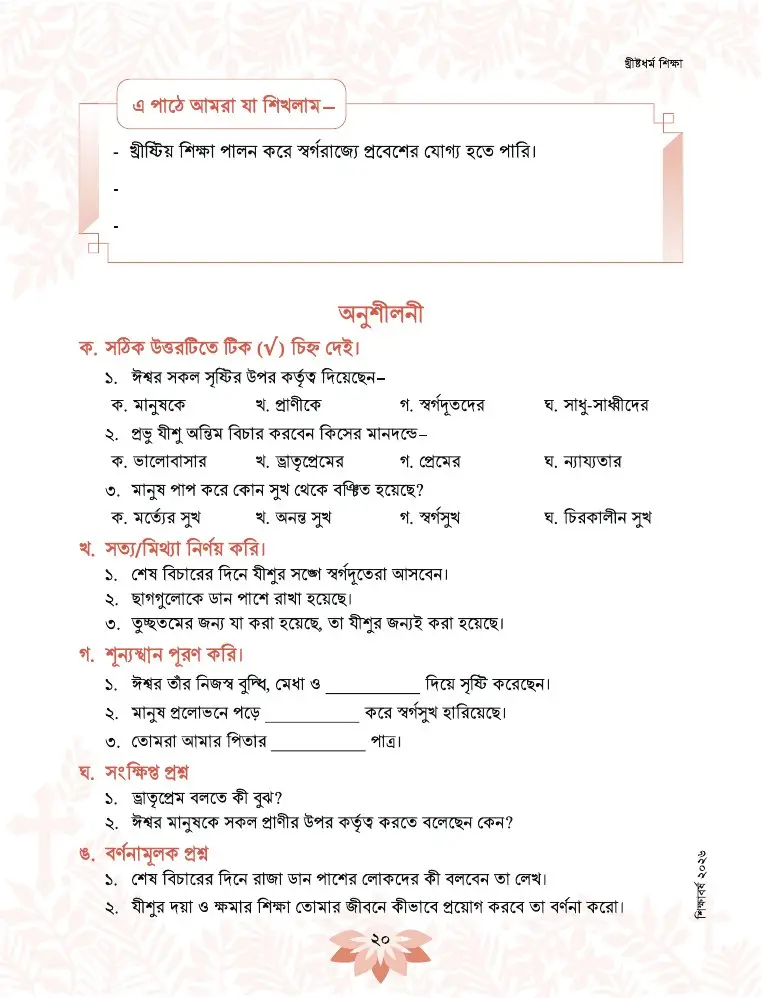 খ্রীষ্টধর্ম শিক্ষা
এ পাঠে আমরা যা শিখলাম–
- খ্রীষ্টিয় শিক্ষা পালন করে স্বর্গরাজ্যে প্রবেশের যোগ্য হতে পারি।
-
-
অনুশীলনী
ক. সঠিক উত্তরটিতে টিক (√) চিহ্ন দেই।
১. ঈশ্বর সকল সৃষ্টির উপর কর্তৃত্ব দিয়েছেন–
ক. মানুষকে খ. প্রাণীকে গ. স্বর্গদূতদের ঘ. সাধু-সাধ্বীদের
২. প্রভু যীশু অন্তিম বিচার করবেন কিসের মানদন্ডে–
ক. ভালোবাসার খ. ভ্রাতৃপ্রেমের গ. প্রেমের ঘ. ন্যায্যতার
৩. মানুষ পাপ করে কোন সুখ থেকে বঞ্চিত হয়েছে?
ক. মর্ত্যের সুখ খ. অনন্ত সুখ গ. স্বর্গসুখ ঘ. চিরকালীন সুখ
খ. সত্য/মিথ্যা নির্ণয় করি।
১. শেষ বিচারের দিনে যীশুর সঙ্গে স্বর্গদূতেরা আসবেন।
২. ছাগগুলোকে ডান পাশে রাখা হয়েছে।
৩. তুচ্ছতমের জন্য যা করা হয়েছে, তা যীশুর জন্যই করা হয়েছে।
গ. শূন্যস্থান পূরণ করি।
১. ঈশ্বর তাঁর নিজস্ব বুদ্ধি, মেধা ও ___________ দিয়ে সৃষ্টি করেছেন।
২. মানুষ প্রলোভনে পড়ে ___________ করে স্বর্গসুখ হারিয়েছে।
৩. তোমরা আমার পিতার ___________ পাত্র।
ঘ. সংক্ষিপ্ত প্রশ্ন
১. ভ্রাতৃপ্রেম বলতে কী বুঝ?
২. ঈশ্বর মানুষকে সকল প্রাণীর উপর কর্তৃত্ব করতে বলেছেন কেন?
ঙ. বর্ণনামূলক প্রশ্ন
১. শেষ বিচারের দিনে রাজা ডান পাশের লোকদের কী বলবেন তা লেখ।
২. যীশুর দয়া ও ক্ষমার শিক্ষা তোমার জীবনে কীভাবে প্রয়োগ করবে তা বর্ণনা করো।
শিক্ষাবর্ষ ২০২৬
২০